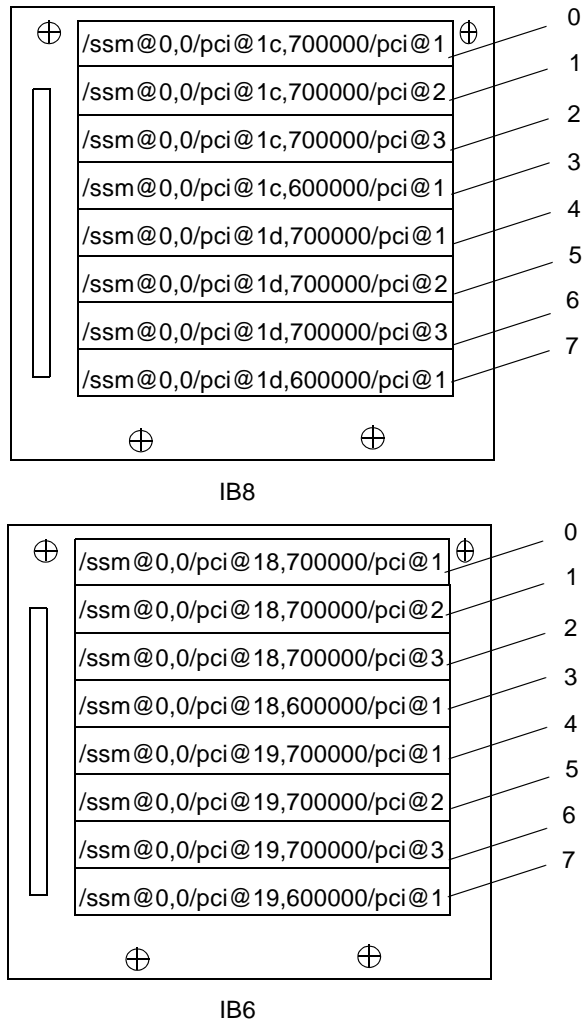 /ssm@0,0/pci@1c,700000/pci@1 0
/ssm@0,0/pci@1c,700000/pci@2 1
/ssm@0,0/pci@1c,700000/pci@3 2
/ssm@0,0/pci@1c,600000/pci@1 3
/ssm@0,0/pci@1d,700000/pci@1 4
/ssm@0,0/pci@1d,700000/pci@2 5
/ssm@0,0/pci@1d,700000/pci@3 6
/ssm@0,0/pci@1d,600000/pci@1 7
IB8
/ssm@0,0/pci@18,700000/pci@1 0
/ssm@0,0/pci@18,700000/pci@2 1
/ssm@0,0/pci@18,700000/pci@3 2
/ssm@0,0/pci@18,600000/pci@1 3
/ssm@0,0/pci@19,700000/pci@1 4
/ssm@0,0/pci@19,700000/pci@2 5
/ssm@0,0/pci@19,700000/pci@3 6
/ssm@0,0/pci@19,600000/pci@1 7
IB6